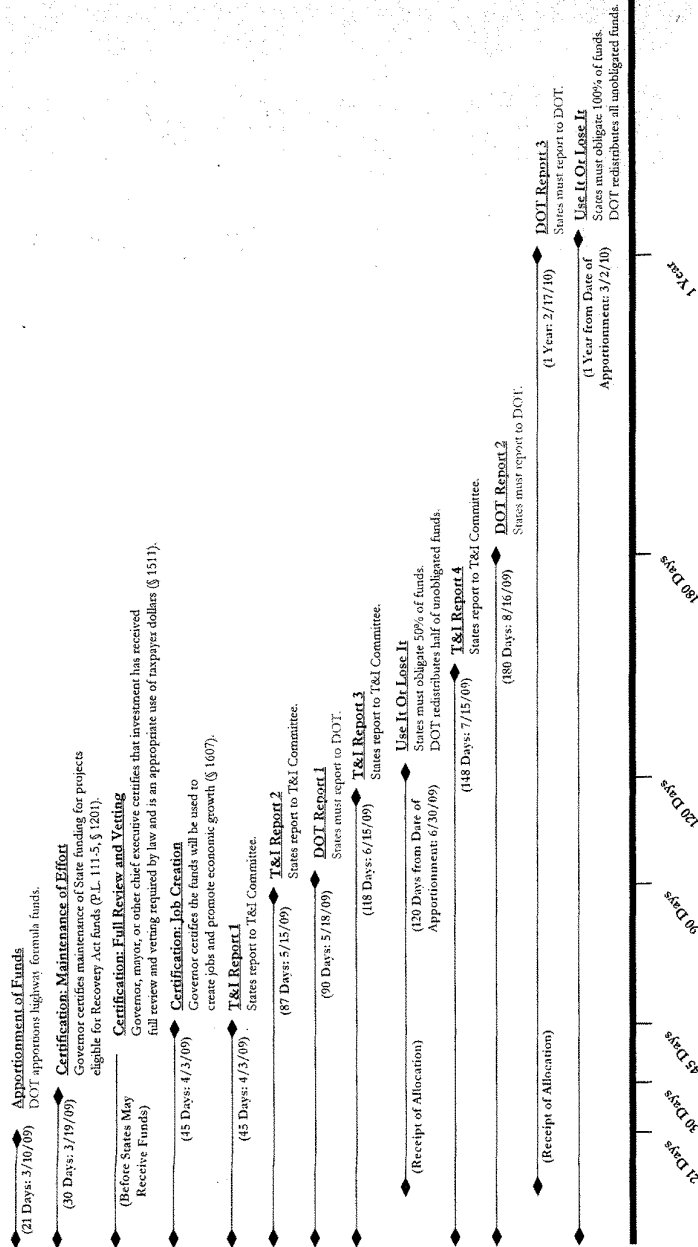 Apportionment of Funds
DOT apportions highway formula funds.
(21 Days: 3/10/09)
Certification: Maintenance of Effort
Governor certifies maintenance of State funding for projects
eligible for Recovery Act funds (P.L. 111-5, § 1201).
(30 Days: 3/19/09)
Certification: Full Review and Vetting
Governor, mayor, or other chief executive certifies that investment has received
full review and vetting required by law and is an appropriate use of taxpayer dollars (§ 1511).
(Before States May
Receive Funds)
Certification: Job Creation
Governor certifies the funds will be used to
create jobs and promote economic growth (§ 1607).
(45 Days: 4/3/09)
T&I Report 1
States report to T&I Committee.
(45 Days: 4/3/09)
T&I Report 2
States report to T&I Committee.
(87 Days: 5/15/09)
DOT Report 1
States must report to DOT.
(90 Days: 5/18/09)
T&I Report 3
States report to T&I Committee.
(118 Days: 6/15/09)
Use It Or Lose It
States must obligate 50% of funds.
DOT redistributes half of unobligated funds.
(120 Days from Date of
Apportionment: 6/30/09)
(Receipt of Allocation)
T&I Report 4
States report to T&I Committee.
(148 Days: 7/15/09)
DOT Report 2
States must report to DOT.
(180 Days: 8/16/09)
DOT Report 3
States must report to DOT.
(1 Year: 2/17/10)
(Receipt of Allocation)
Use It Or Lose It
States must obligate 100% of funds.
DOT redistributes all unobligated funds.
(1 Year from Date of
Apportionment: 3/2/10)
21 Days
30 Days
45 Days
90 Days
120 Days
180 Days
1 Year